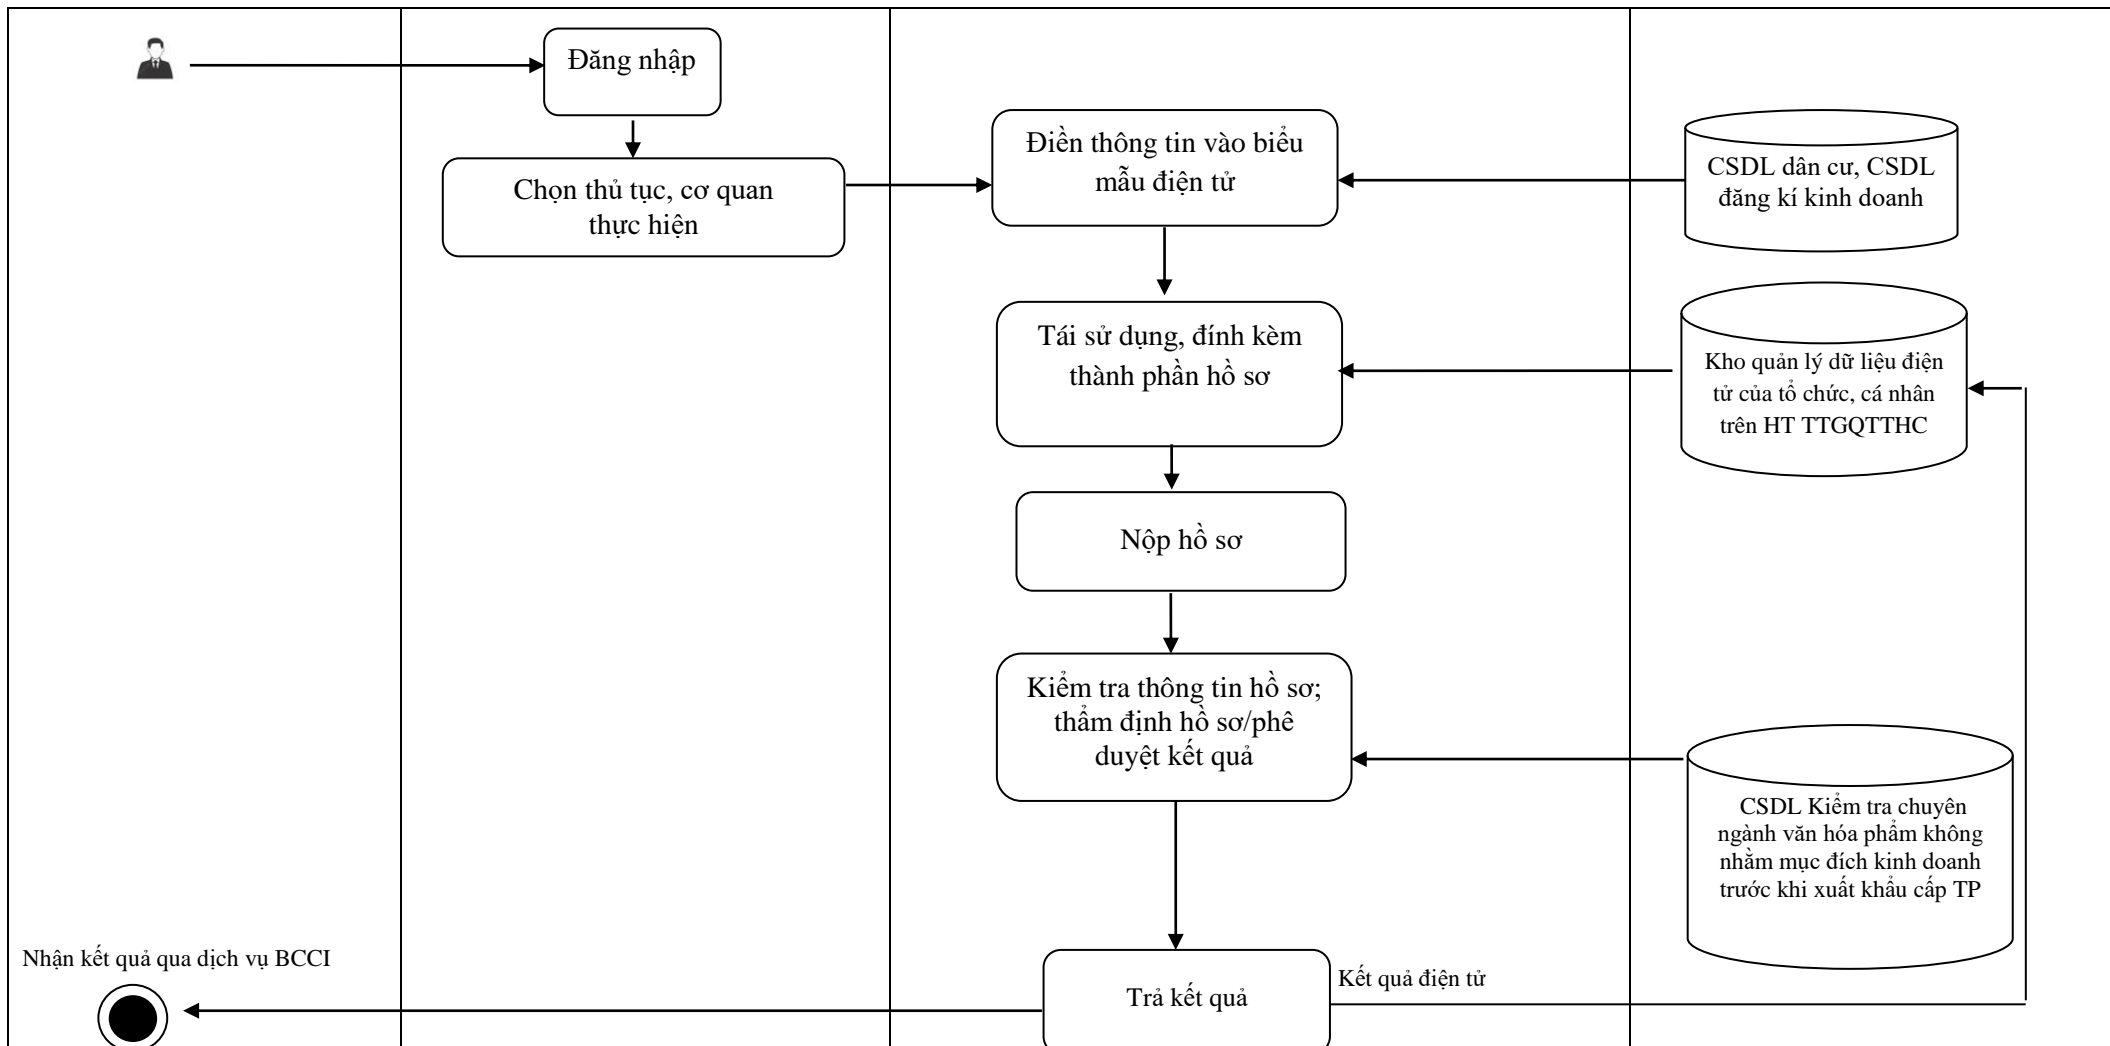 Đăng nhập
Chọn thủ tục, cơ quan
thực hiện
Điền thông tin vào biểu
mẫu điện tử
CSDL dân cư, CSDL
đăng kí kinh doanh
Tái sử dụng, đính kèm
thành phần hồ sơ
Kho quản lý dữ liệu điện
tử của tổ chức, cá nhân
trên HT TTGQTTHC
Nộp hồ sơ
Kiểm tra thông tin hồ sơ;
thẩm định hồ sơ/phê
duyệt kết quả
CSDL Kiểm tra chuyên
ngành văn hóa phẩm không
nhằm mục đích kinh doanh
trước khi xuất khẩu cấp TP
Nhận kết quả qua dịch vụ BCCI
Trả kết quả
Kết quả điện tử